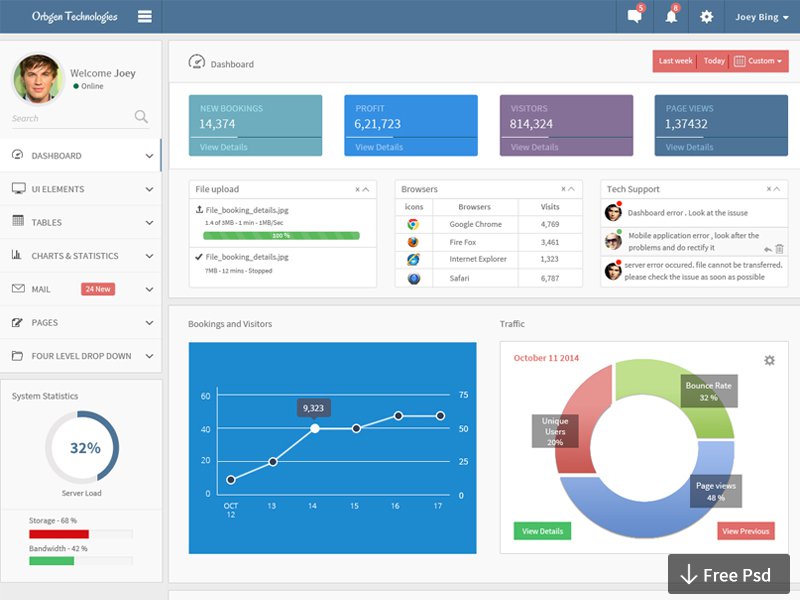 Orbgen Technologies
5
8
Joey Bing
Welcome Joey
Online
Search
DASHBOARD
UI ELEMENTS
TABLES
CHARTS & STATISTICS
MAIL 24 New
PAGES
FOUR LEVEL DROP DOWN
System Statistics
32%
Server Load
Storage - 68 %
Bandwidth - 42 %
Dashboard
Last week Today Custom
NEW BOOKINGS
14,374
View Details
PROFIT
6,21,723
View Details
VISITORS
814,324
View Details
PAGE VIEWS
1,37432
View Details
File upload x
File_booking_details.jpg
1.4 of 3MB - 1 min - 1MB/Sec
100 %
File_booking_details.jpg
7MB - 12 mins - Stopped
Browsers x
icons Browsers Visits
Google Chrome 4,769
Fire Fox 3,461
Internet Explorer 1,323
Safari 6,787
Tech Support x
Dashboard error . Look at the issuse
Mobile application error , look after the
problems and do rectify it
server error occured. file cannot be transferred.
please check the issue as soon as possible
Bookings and Visitors
60
40
20
0
75
50
25
0
9,323
OCT
12
13
14
15
16
17
Traffic
October 11 2014
Bounce Rate
32 %
Unique
Users
20%
Page views
48 %
View Details
View Previous
Free Psd